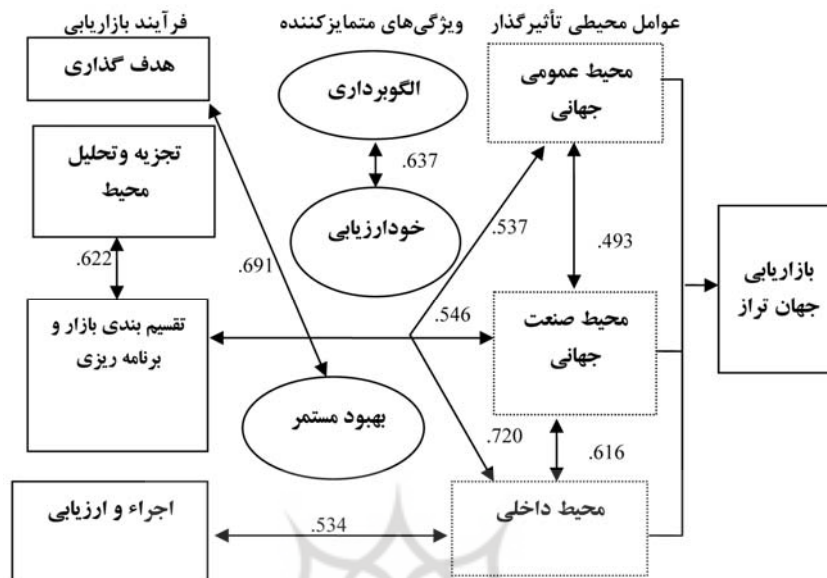 عوامل محیطی تأثیرگذار
ویژگی‌های متمایزکننده
فرآیند بازاریابی
محیط عمومی
جهانی
الگوبرداری
هدف گذاری
تجزیه وتحلیل
محیط
.637
.537
.493
خودارزیابی
.622
.691
بازاریابی
جهان تراز
محیط صنعت
جهانی
.546
تقسیم بندی بازار و
برنامه ریزی
بهبود مستمر
.720
.616
محیط داخلی
.534
اجراء و ارزیابی